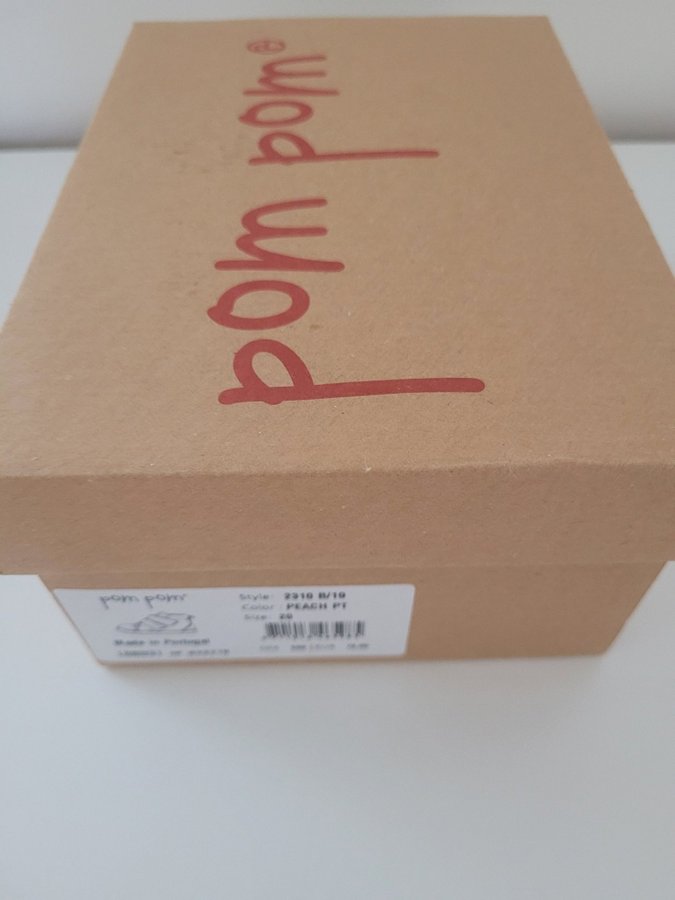 pom pom®
pom pom®
Style: 2310 B/19
Color: PEACH PT
Size: 20
Made in Portugal